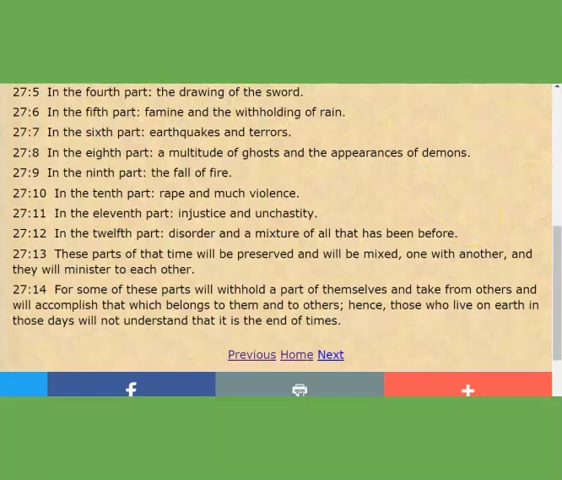 27:5 In the fourth part: the drawing of the sword.
27:6 In the fifth part: famine and the withholding of rain.
27:7 In the sixth part: earthquakes and terrors.
27:8 In the eighth part: a multitude of ghosts and the appearances of demons.
27:9 In the ninth part: the fall of fire.
27:10 In the tenth part: rape and much violence.
27:11 In the eleventh part: injustice and unchastity.
27:12 In the twelfth part: disorder and a mixture of all that has been before.
27:13 These parts of that time will be preserved and will be mixed, one with another, and
they will minister to each other.
27:14 For some of these parts will withhold a part of themselves and take from others and
will accomplish that which belongs to them and to others; hence, those who live on earth in
those days will not understand that it is the end of times.
Previous Home Next